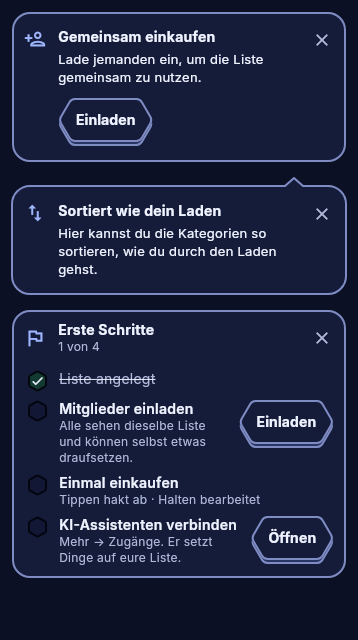 Gemeinsam einkaufen
Lade jemanden ein, um die Liste
gemeinsam zu nutzen.
Einladen
Sortiert wie dein Laden
Hier kannst du die Kategorien so
sortieren, wie du durch den Laden
gehst.
Erste Schritte
1 von 4
Liste angelegt
Mitglieder einladen
Alle sehen dieselbe Liste
und können selbst etwas
draufsetzen.
Einladen
Einmal einkaufen
Tippen hakt ab · Halten bearbeitet
KI-Assistenten verbinden
Mehr → Zugänge. Er setzt
Dinge auf eure Liste.
Öffnen